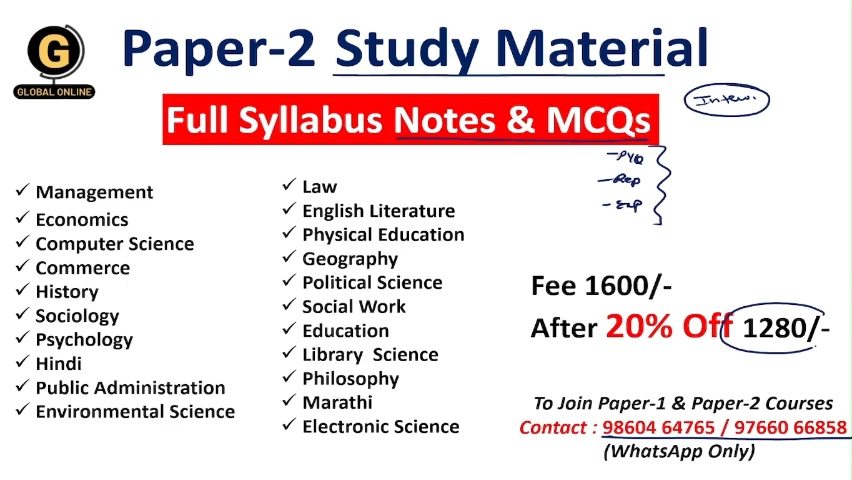 G
GLOBAL ONLINE
Paper-2 Study Material
Full Syllabus Notes & MCQs
- PYQ
- Rep
✓ Management
✓ Economics
✓ Computer Science
✓ Commerce
✓ History
✓ Sociology
✓ Psychology
✓ Hindi
✓ Public Administration
✓ Environmental Science
✓ Law
✓ English Literature
✓ Physical Education
✓ Geography
✓ Political Science
✓ Social Work
✓ Education
✓ Library Science
✓ Philosophy
✓ Marathi
✓ Electronic Science
Fee 1600/-
After 20% Off 1280/-
To Join Paper-1 & Paper-2 Courses
Contact : 98604 64765 / 97660 66858
(WhatsApp Only)